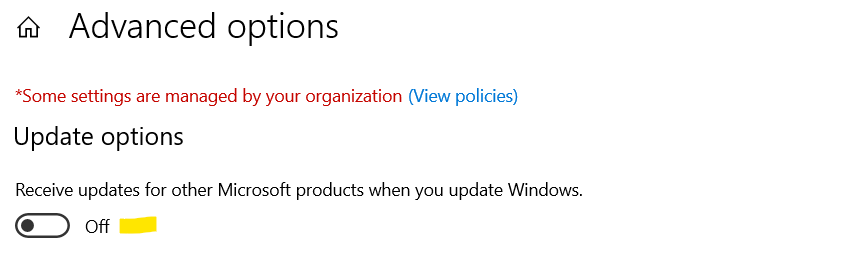 Advanced options
*Some settings are managed by your organization (View policies)
Update options
Receive updates for other Microsoft products when you update Windows.
Off